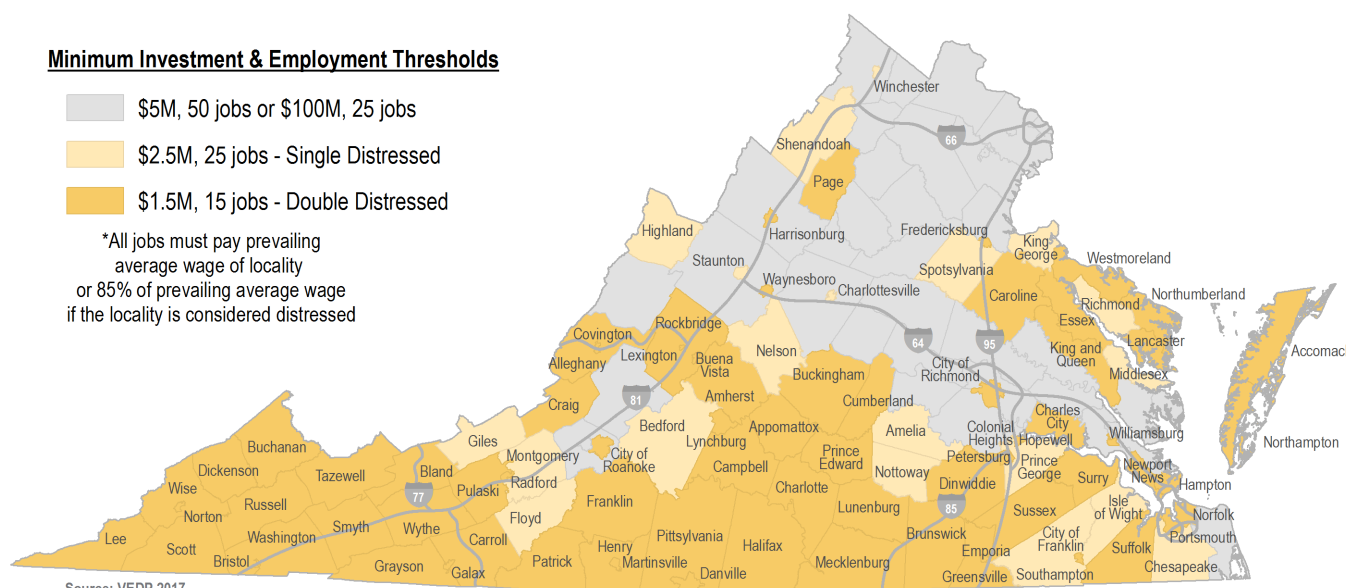 Minimum Investment & Employment Thresholds
$5M, 50 jobs or $100M, 25 jobs
$2.5M, 25 jobs - Single Distressed
$1.5M, 15 jobs - Double Distressed
*All jobs must pay prevailing
average wage of locality
or 85% of prevailing average wage
if the locality is considered distressed
Winchester
66
Shenandoah
Page
Highland
Harrisonburg
Fredericksburg
King
George
Westmoreland
Staunton
Spotsylvania
Waynesboro
Charlottesville
Caroline
Richmond
Northumberland
Essex
Rockbridge
Covington
Lexington
Alleghany
Buena
Vista
Nelson
64
95
King and
Queen
Lancaster
Accomac
City of
Richmond
Middlesex
Buckingham
Craig
81
Amherst
Cumberland
Charles
City
Bedford
Lynchburg
Appomattox
Amelia
Colonial
Heights
Hopewell
Williamsburg
Northampton
Giles
Buchanan
Montgomery
City of
Roanoke
Prince
Edward
Petersburg
Prince
George
Newport
News
Dickenson
Tazewell
Bland
Radford
Pulaski
Campbell
Nottoway
Dinwiddie
Surry
Hampton
Wise
77
Franklin
Charlotte
Isle
of Wight
Russell
Lunenburg
85
Sussex
Norfolk
Norton
Smyth
Wythe
Floyd
Pittsylvania
Brunswick
City of
Franklin
Portsmouth
Lee
Washington
Carroll
Henry
Halifax
Emporia
Suffolk
Scott
Bristol
Grayson
Galax
Patrick
Martinsville
Danville
Mecklenburg
Greensville
Southampton
Chesapeake
Source: VEDP 2017